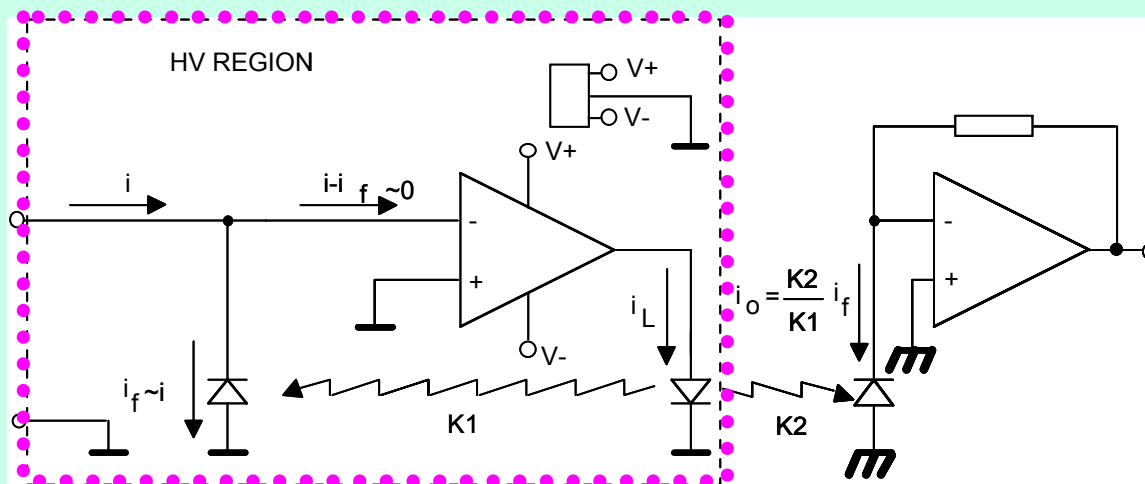 HV REGION
V+
V-
V+
i
i-i f ~0
-
+
V-
i L
i f ~i
K1
K2
i o = K2/K1 i f
-
+